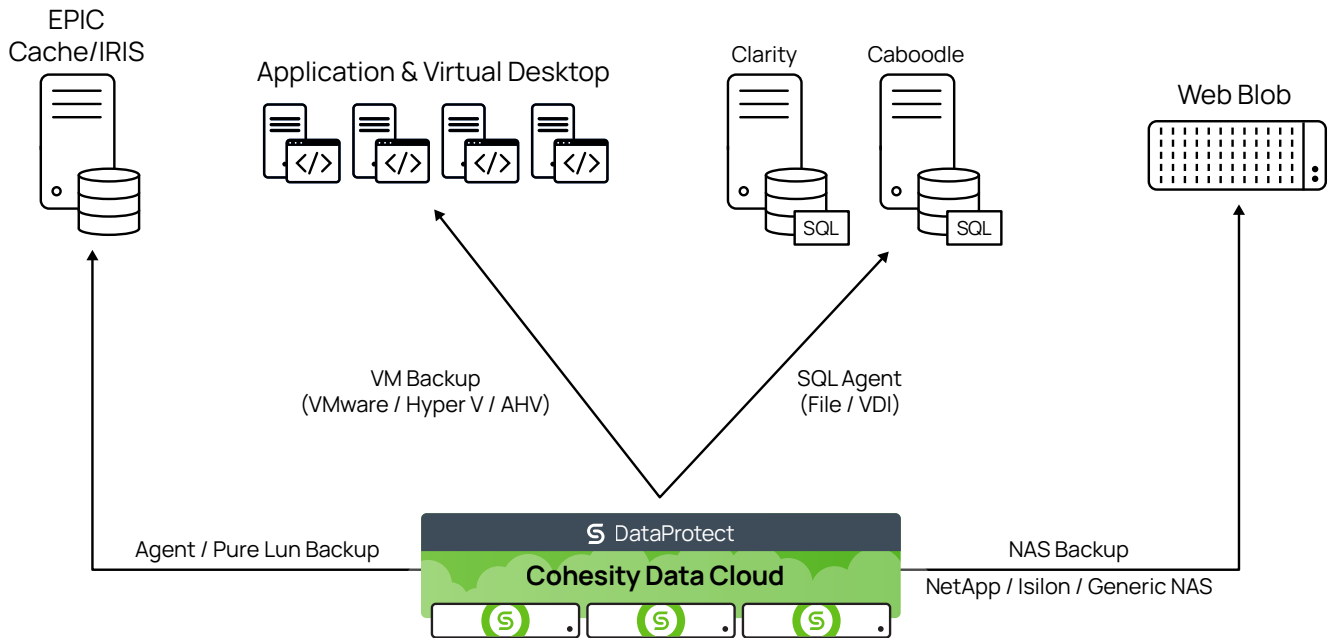 EPIC
Cache/IRIS
Application & Virtual Desktop
</>
</>
</>
</>
Clarity
SQL
Caboodle
SQL
Web Blob
VM Backup
(VMware / Hyper V / AHV)
SQL Agent
(File / VDI)
Agent / Pure Lun Backup
DataProtect
Cohesity Data Cloud
NAS Backup
NetApp / Isilon / Generic NAS